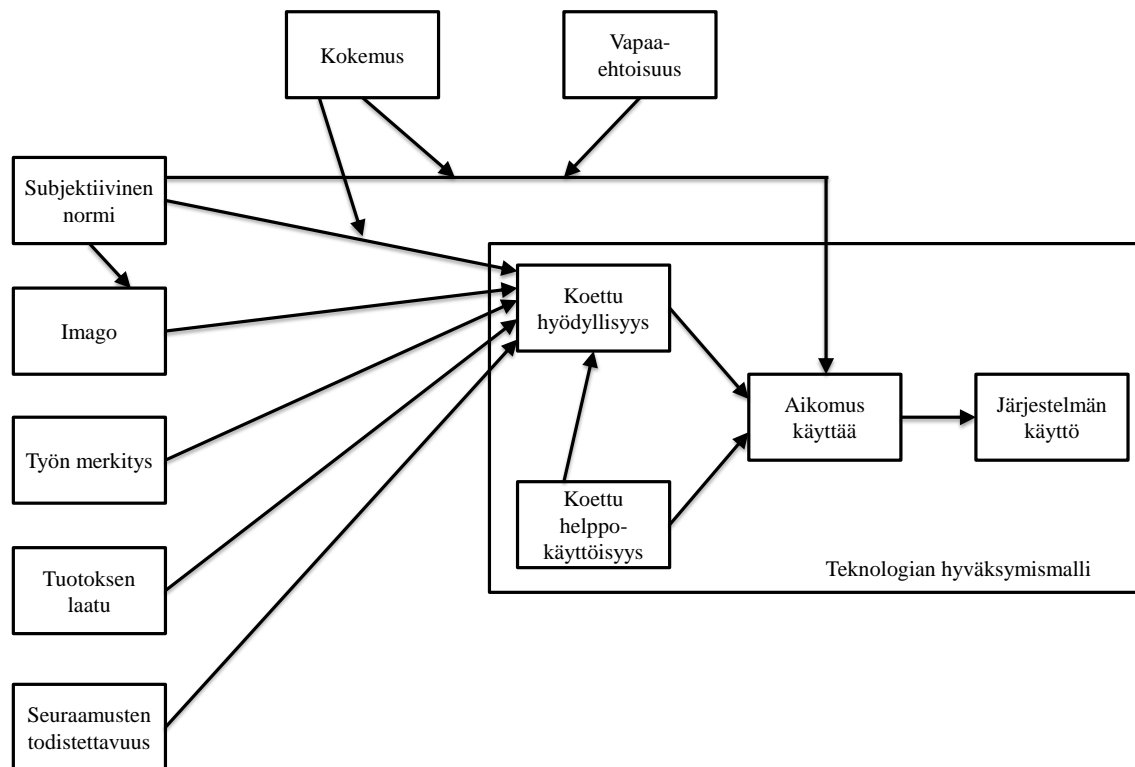 Kokemus
Vapaa-
ehtoisuus
Subjektiivinen
normi
Imago
Koettu
hyödyllisyys
Aikomus
käyttää
Järjestelmän
käyttö
Työn merkitys
Koettu
helppo-
käyttöisyys
Teknologian hyväksymismalli
Tuotoksen
laatu
Seuraamusten
todistettavuus